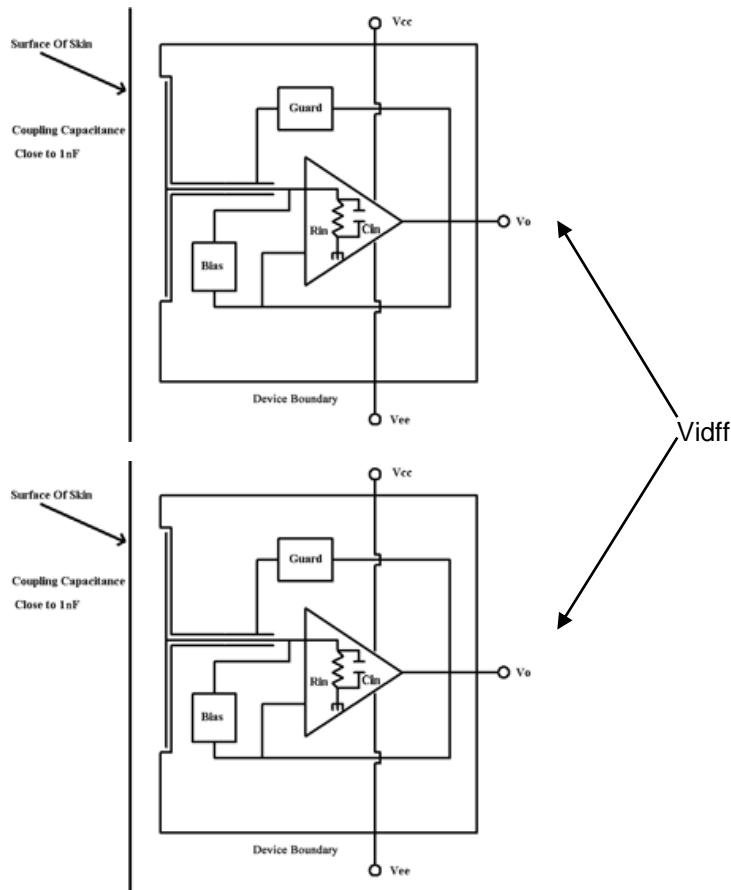 Vcc
Surface Of Skin
Guard
Coupling Capacitance
Close to 1nF
Rin
Cin
Vo
Bias
Device Boundary
Vee
Vidff
Vcc
Surface Of Skin
Guard
Coupling Capacitance
Close to 1nF
Rin
Cin
Vo
Bias
Device Boundary
Vee